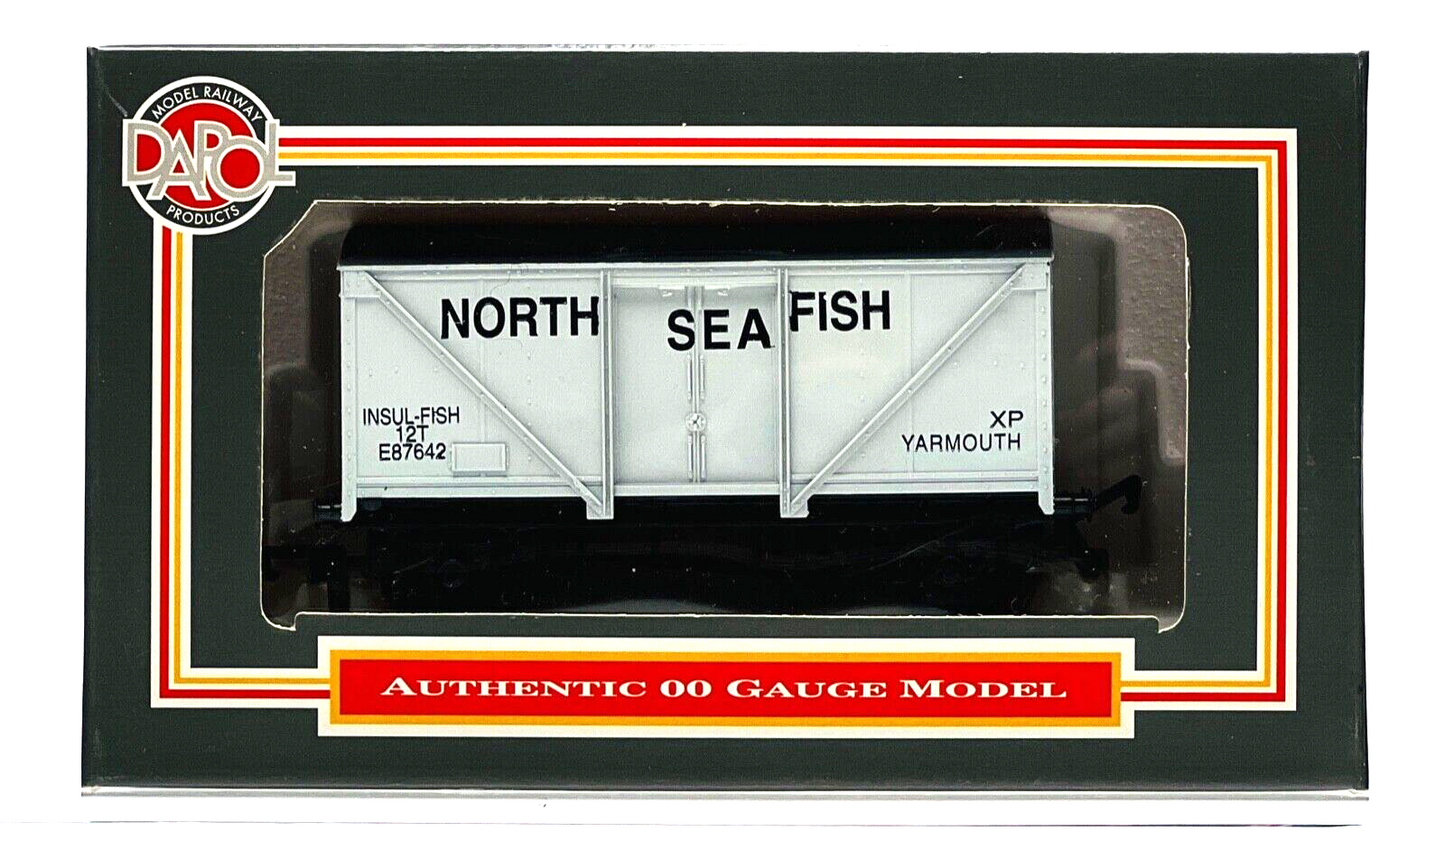 MODEL RAILWAY
DAPOL
PRODUCTS
NORTH SEA FISH
INSUL-FISH
12T
E87642
XP
YARMOUTH
AUTHENTIC 00 GAUGE MODEL